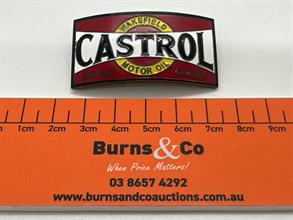 WAKEFIELD
CASTROL
MOTOR OIL
1cm 2cm 3cm 4cm 5cm 6cm 7cm 8cm 9cm
Burns&Co
When Price Matters!
03 8657 4292
www.burnsandcoauctions.com.au